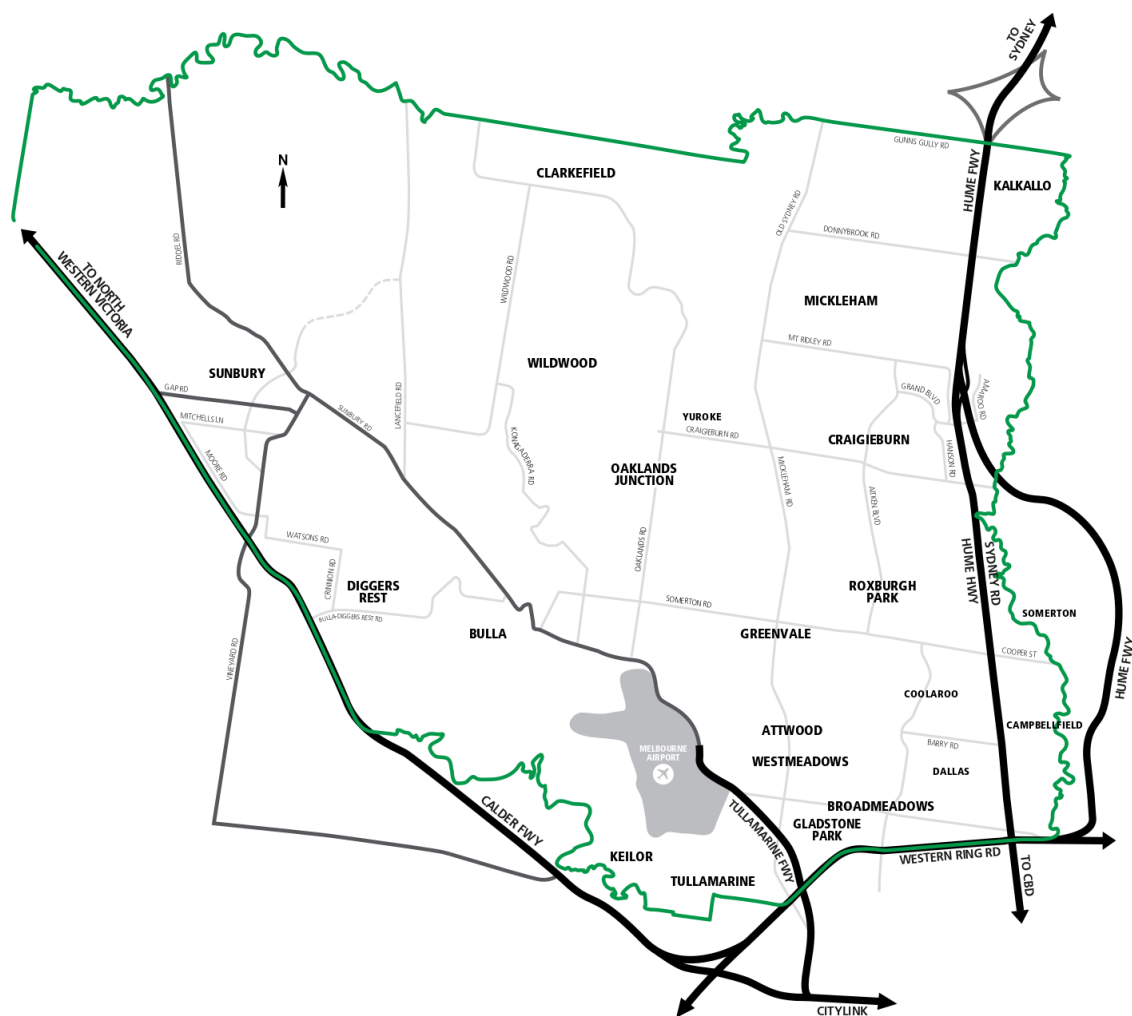 TO
SYDNEY
GUNNS GULLY RD
N
CLARKEFIELD
HUME FWY
KALKALLO
OLD SYDNEY RD
DONNYBROOK RD
RIDDEL RD
TO NORTH
WESTERN VICTORIA
WILDWOOD RD
MICKLEHAM
MT RIDLEY RD
WILDWOOD
SUNBURY
GAP RD
GRAND BLVD
AMAROO RD
LANCEFIELD RD
SUNBURY RD
MITCHELLS LN
YUROKE
CRAIGIEBURN RD
CRAIGIEBURN
KONAGADERRA RD
MOORE RD
HANSON RD
OAKLANDS
JUNCTION
MICKLEHAM RD
AITKEN BLVD
WATSONS RD
OAKLANDS RD
HUME HWY
SYDNEY RD
CRINNION RD
DIGGERS
REST
ROXBURGH
PARK
SOMERTON RD
SOMERTON
BULLA-DIGGERS REST RD
BULLA
GREENVALE
VINEYARD RD
COOPER ST
HUME FWY
COOLAROO
CAMPBELLFIELD
ATTWOOD
BARRY RD
MELBOURNE
AIRPORT
WESTMEADOWS
DALLAS
CALDER FWY
TULLAMARINE FWY
BROADMEADOWS
GLADSTONE
PARK
KEILOR
WESTERN RING RD
TULLAMARINE
TO CBD
CITYLINK